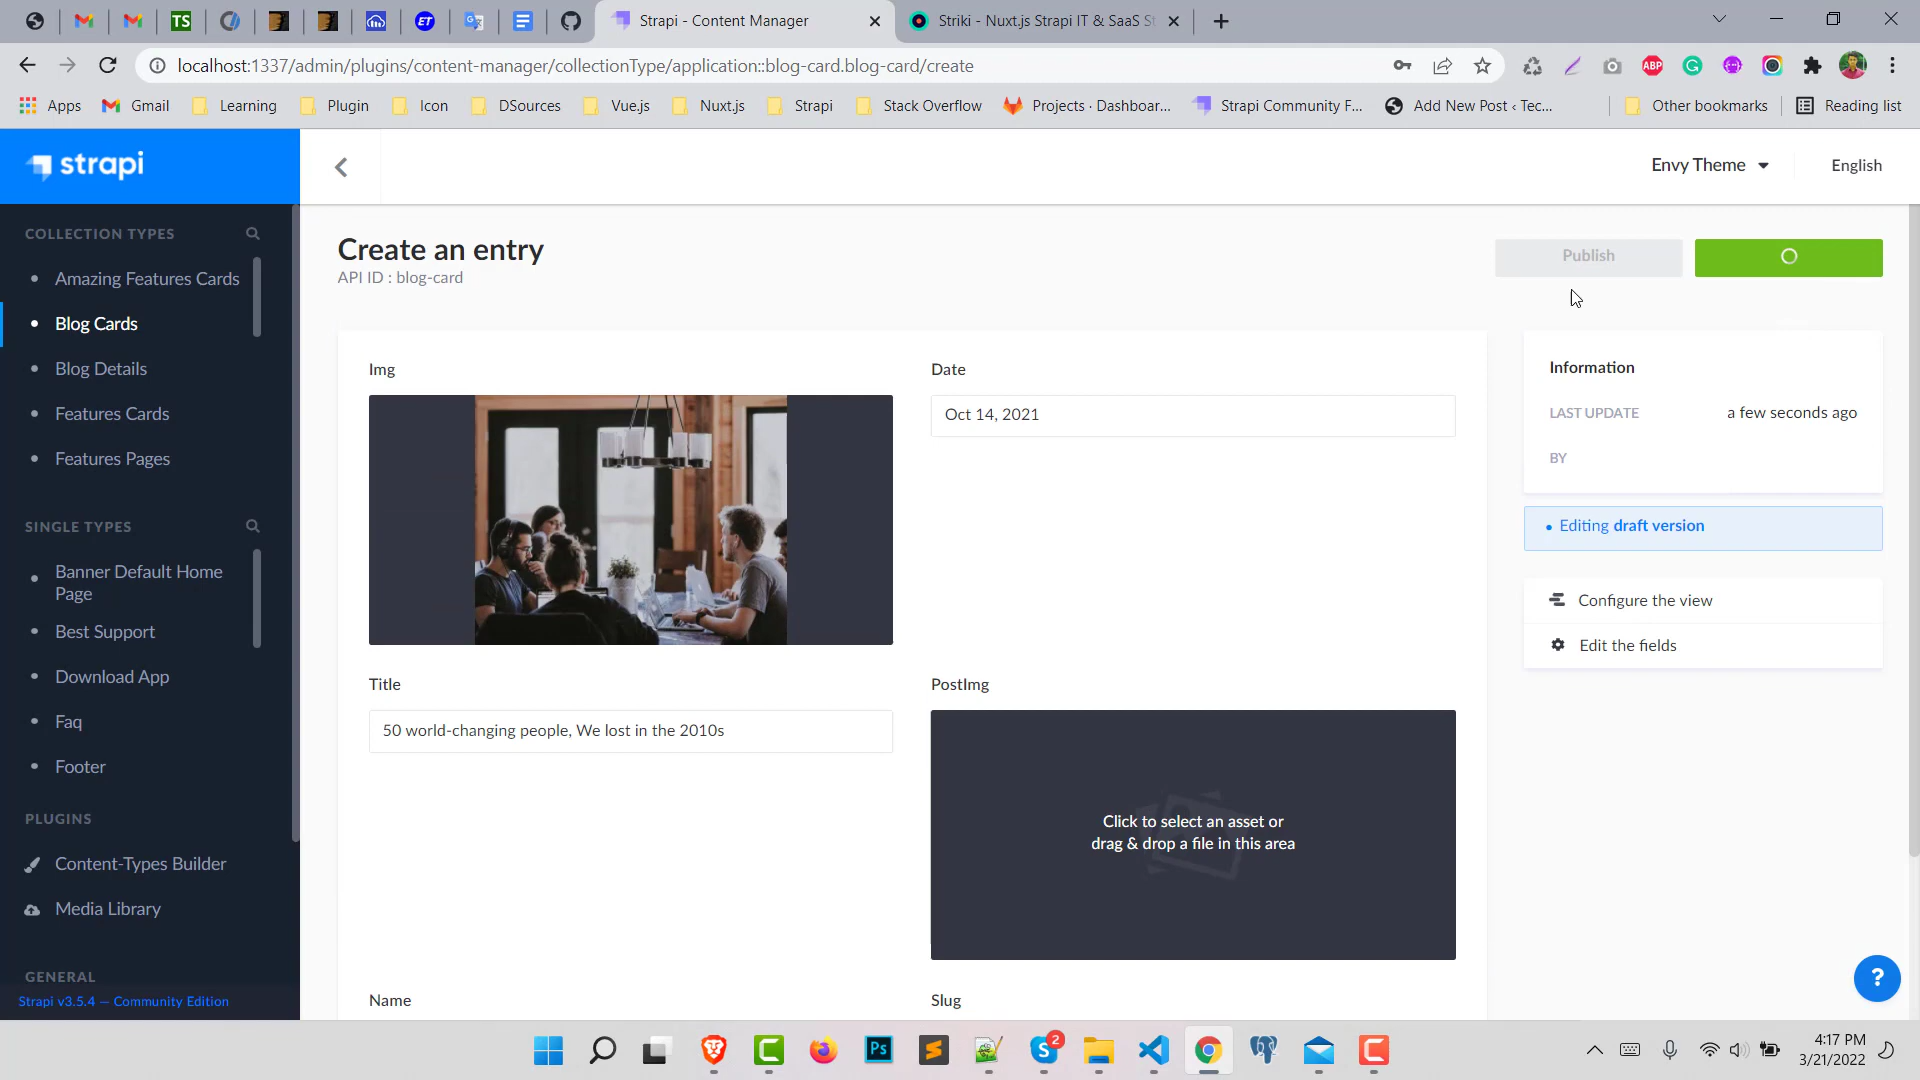 TS
ET
Strapi - Content Manager
Striki - Nuxt.js Strapi IT & SaaS St
localhost:1337/admin/plugins/content-manager/collectionType/application::blog-card.blog-card/create
ABP
Apps
Gmail
Learning
Plugin
Icon
DSources
Vue.js
Nuxt.js
Strapi
Stack Overflow
Projects · Dashboar...
Strapi Community F...
Add New Post ‹ Tec...
Other bookmarks
Reading list
strapi
Envy Theme
English
COLLECTION TYPES
Amazing Features Cards
Blog Cards
Blog Details
Features Cards
Features Pages
SINGLE TYPES
Banner Default Home
Page
Best Support
Download App
Faq
Footer
PLUGINS
Content-Types Builder
Media Library
GENERAL
Strapi v3.5.4 — Community Edition
Create an entry
API ID : blog-card
Publish
Img
Date
Oct 14, 2021
Title
50 world-changing people, We lost in the 2010s
PostImg
Click to select an asset or
drag & drop a file in this area
Name
Slug
Information
LAST UPDATE
a few seconds ago
BY
Editing draft version
Configure the view
Edit the fields
?
Ps
2
4:17 PM
3/21/2022